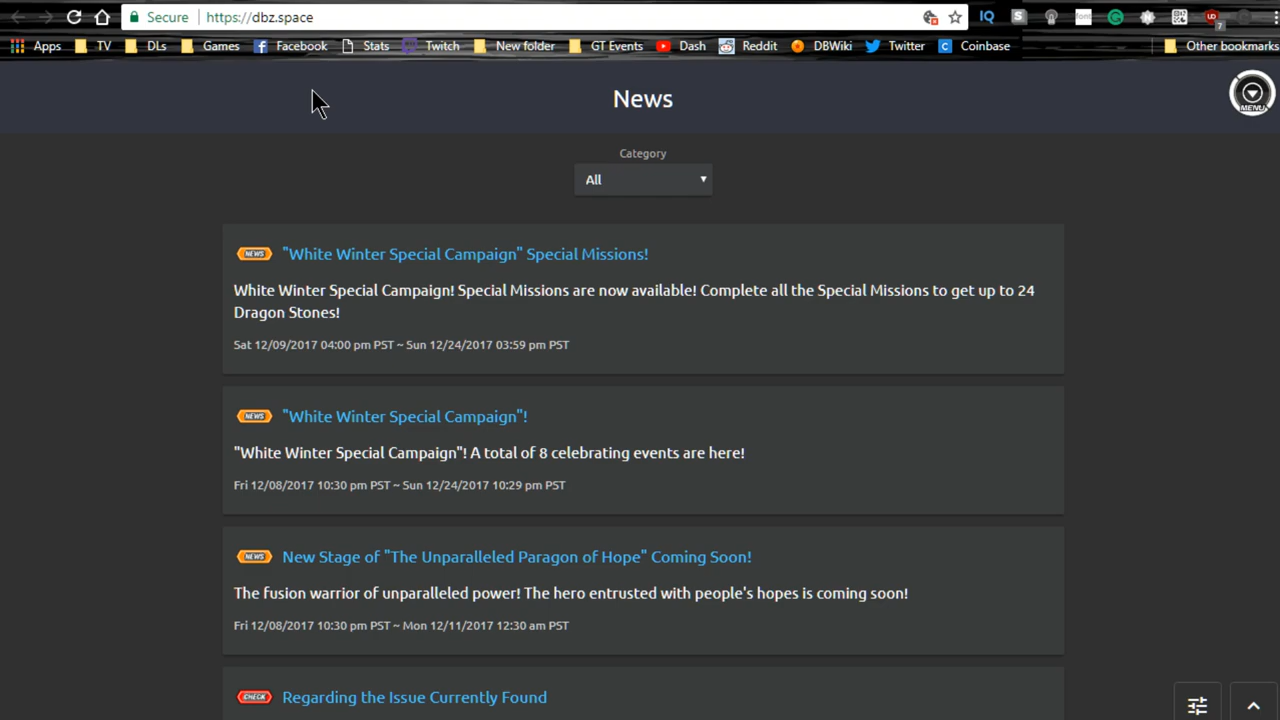 Secure https://dbz.space
IQ
Apps TV DLs Games Facebook Stats Twitch New folder GT Events Dash Reddit DBWiki Twitter Coinbase Other bookmarks
News
MENU
Category
All
NEWS "White Winter Special Campaign" Special Missions!
White Winter Special Campaign! Special Missions are now available! Complete all the Special Missions to get up to 24
Dragon Stones!
Sat 12/09/2017 04:00 pm PST ~ Sun 12/24/2017 03:59 pm PST
NEWS "White Winter Special Campaign"!
"White Winter Special Campaign"! A total of 8 celebrating events are here!
Fri 12/08/2017 10:30 pm PST ~ Sun 12/24/2017 10:29 pm PST
NEWS New Stage of "The Unparalleled Paragon of Hope" Coming Soon!
The fusion warrior of unparalleled power! The hero entrusted with people's hopes is coming soon!
Fri 12/08/2017 10:30 pm PST ~ Mon 12/11/2017 12:30 am PST
CHECK Regarding the Issue Currently Found